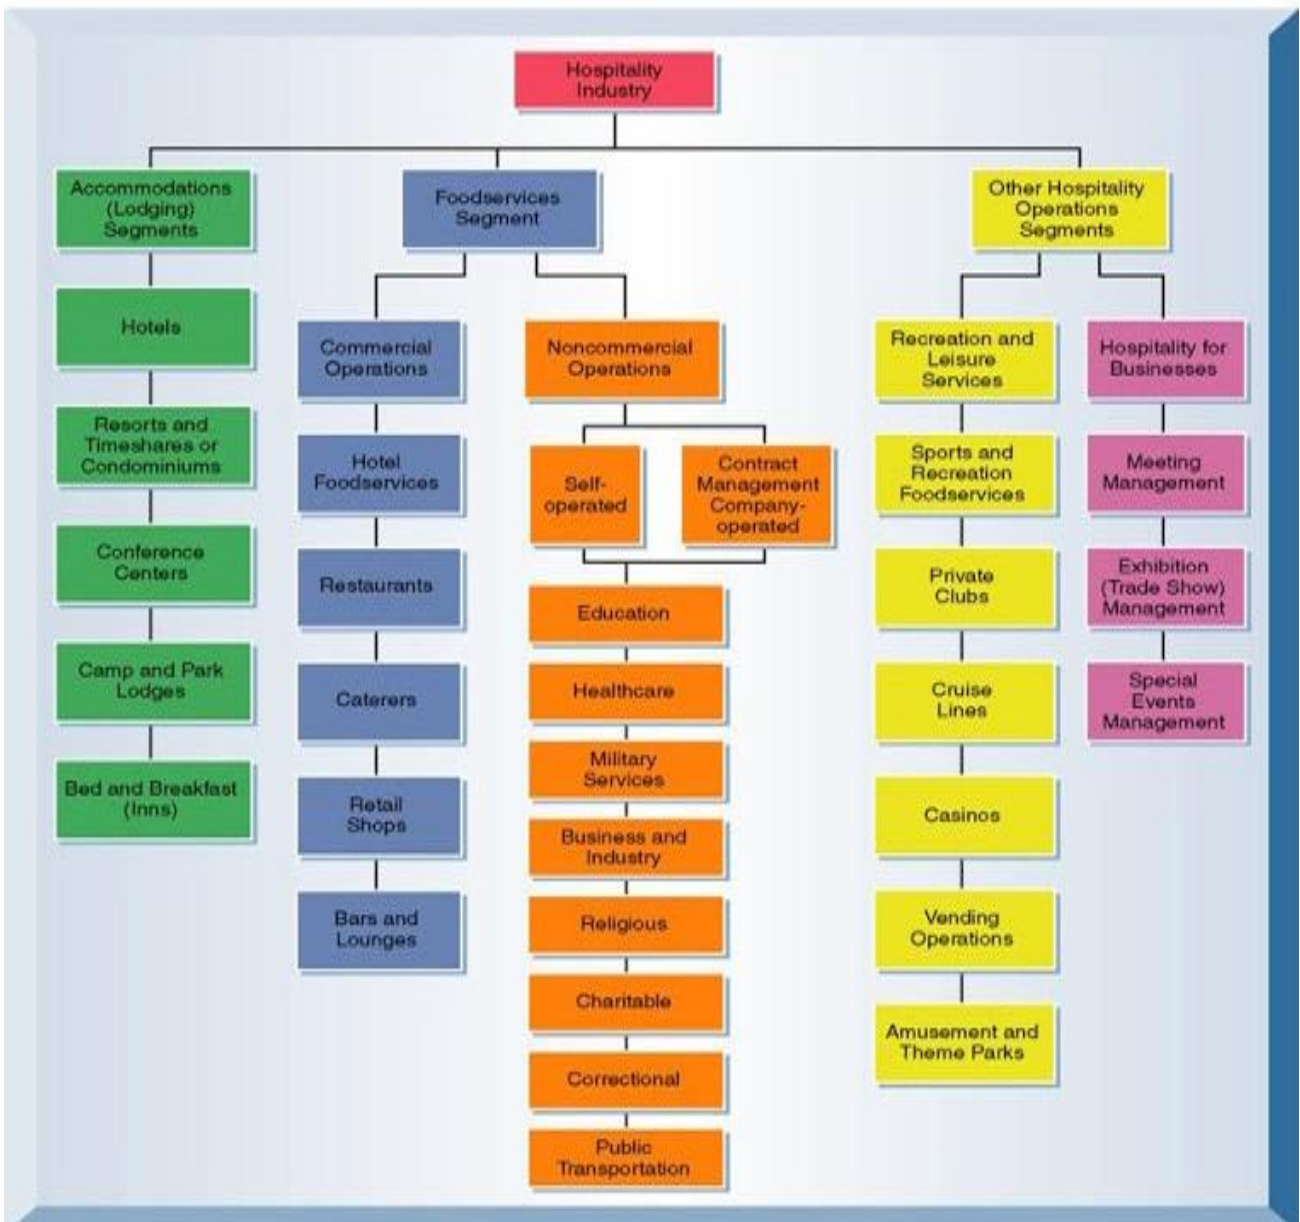 Hospitality
Industry
Accommodations
(Lodging)
Segments
Hotels
Resorts and
Timeshares or
Condominiums
Conference
Centers
Camp and Park
Lodges
Bed and Breakfast
(Inns)
Foodservices
Segment
Commercial
Operations
Hotel
Foodservices
Restaurants
Caterers
Retail
Shops
Bars and
Lounges
Noncommercial
Operations
Self-
operated
Contract
Management
Company-
operated
Education
Healthcare
Military
Services
Business and
Industry
Religious
Charitable
Correctional
Public
Transportation
Other Hospitality
Operations
Segments
Recreation and
Leisure
Services
Sports and
Recreation
Foodservices
Private
Clubs
Cruise
Lines
Casinos
Vending
Operations
Amusement and
Theme Parks
Hospitality for
Businesses
Meeting
Management
Exhibition
(Trade Show)
Management
Special
Events
Management